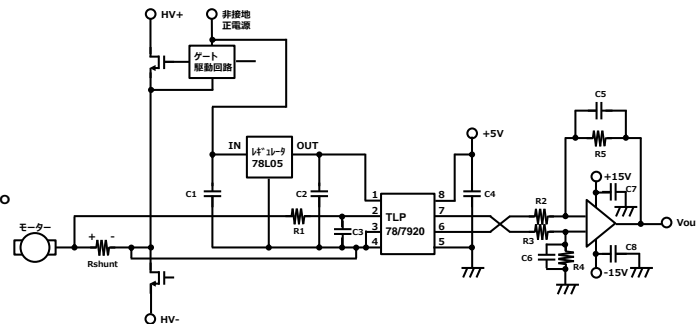 HV+
非接地
正電源
ゲート
駆動回路
C5
R5
+5V
IN
ﾚｷﾞｭﾚｰﾀ
78L05
OUT
C1
C2
C4
+15V
C7
1
2
3
4
TLP
78/7920
8
7
6
5
R1
C3
R2
R3
C6
R4
Vou
C8
-15V
モーター
+ -
Rshunt
HV-